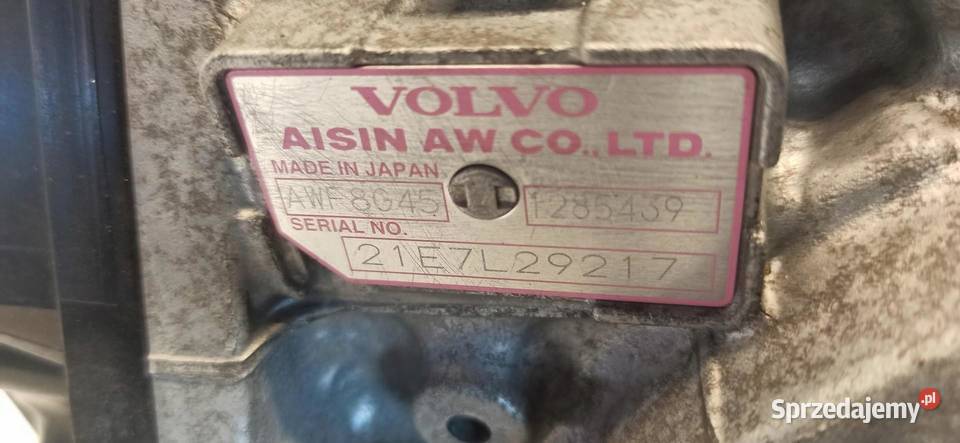 VOLVO
AISIN AW CO., LTD.
MADE IN JAPAN
AWF8G45 1285439
SERIAL NO.
21E7L29217
Sprzedajemy.pl